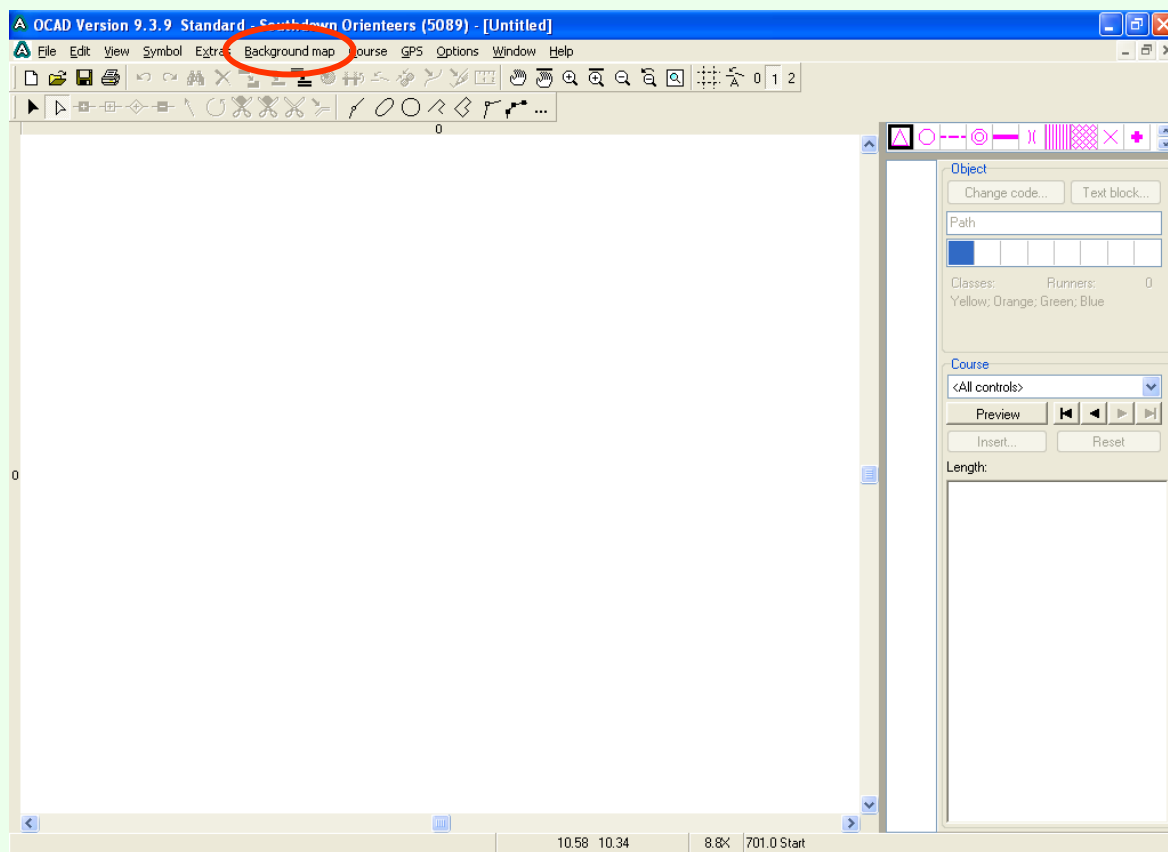 OCAD Version 9.3.9 Standard - Southdown Orienteers (5089) - [Untitled]
File Edit View Symbol Extras Background map Course GPS Options Window Help
0 1 2
...
0
Object
Change code... Text block...
Path
Classes: Runners: 0
Yellow; Orange; Green; Blue
Course
<All controls>
Preview
Insert... Reset
0
Length:
10.58 10.34 8.8X 701.0 Start